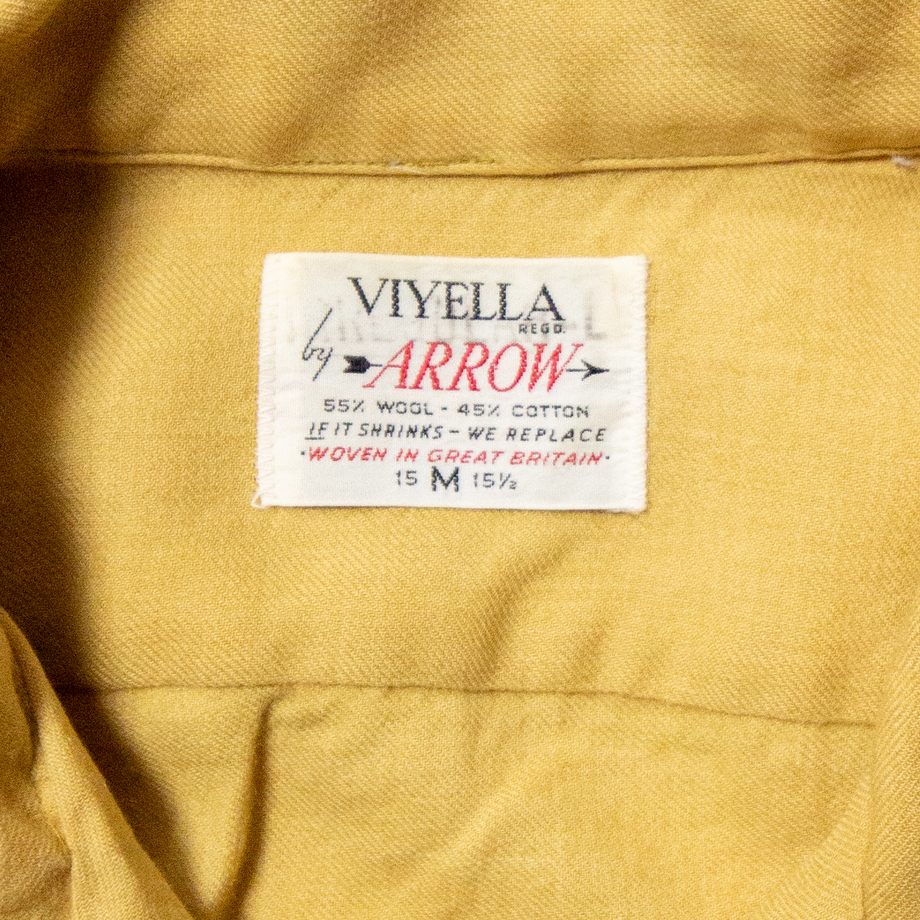 VIYELLA
REGD.
by ARROW
55% WOOL - 45% COTTON
IF IT SHRINKS - WE REPLACE
·WOVEN IN GREAT BRITAIN·
15 M 15½